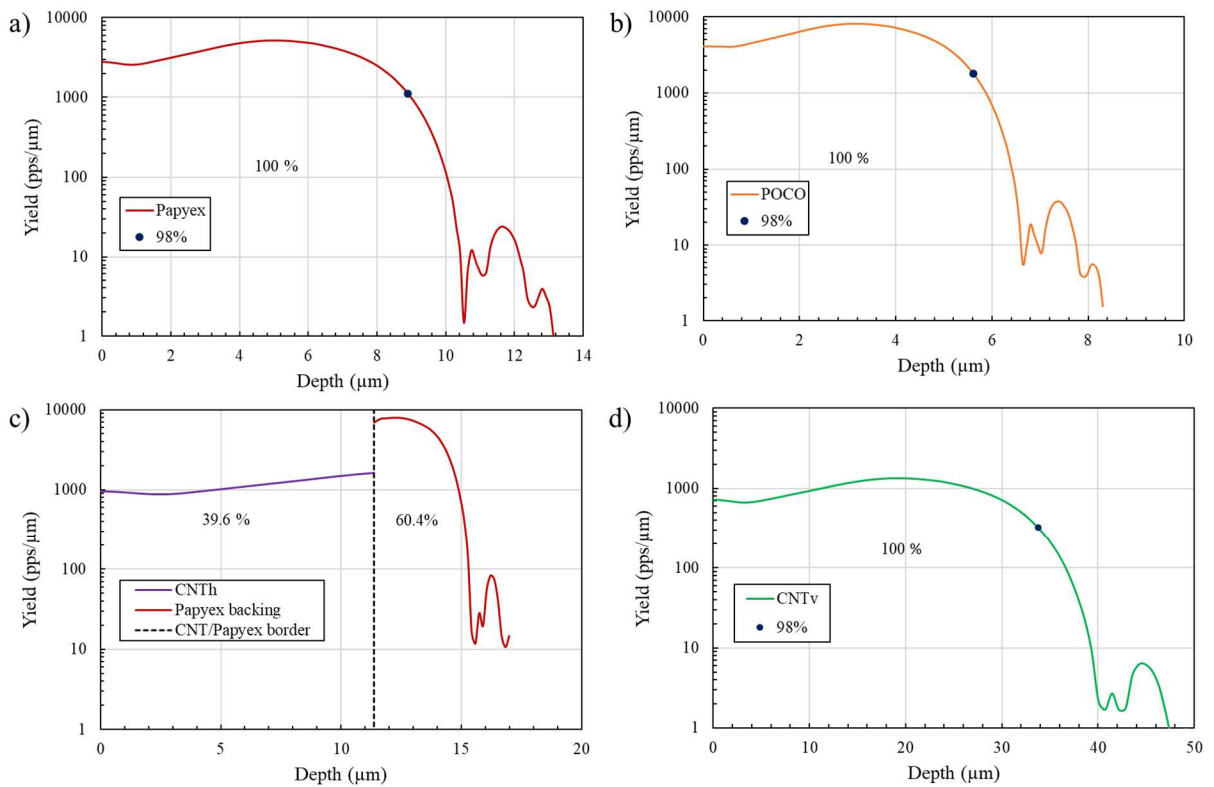 a)
10000
1000
100
10
1
Yield (pps/µm)
100 %
Papyex
98%
0 2 4 6 8 10 12 14
Depth (µm)
b)
10000
1000
100
10
1
Yield (pps/µm)
100 %
POCO
98%
0 2 4 6 8 10
Depth (µm)
c)
10000
1000
100
10
1
Yield (pps/µm)
39.6 % 60.4%
CNTh
Papyex backing
CNT/Papyex border
0 5 10 15 20
Depth (µm)
d)
10000
1000
100
10
1
Yield (pps/µm)
100 %
CNTv
98%
0 10 20 30 40 50
Depth (µm)